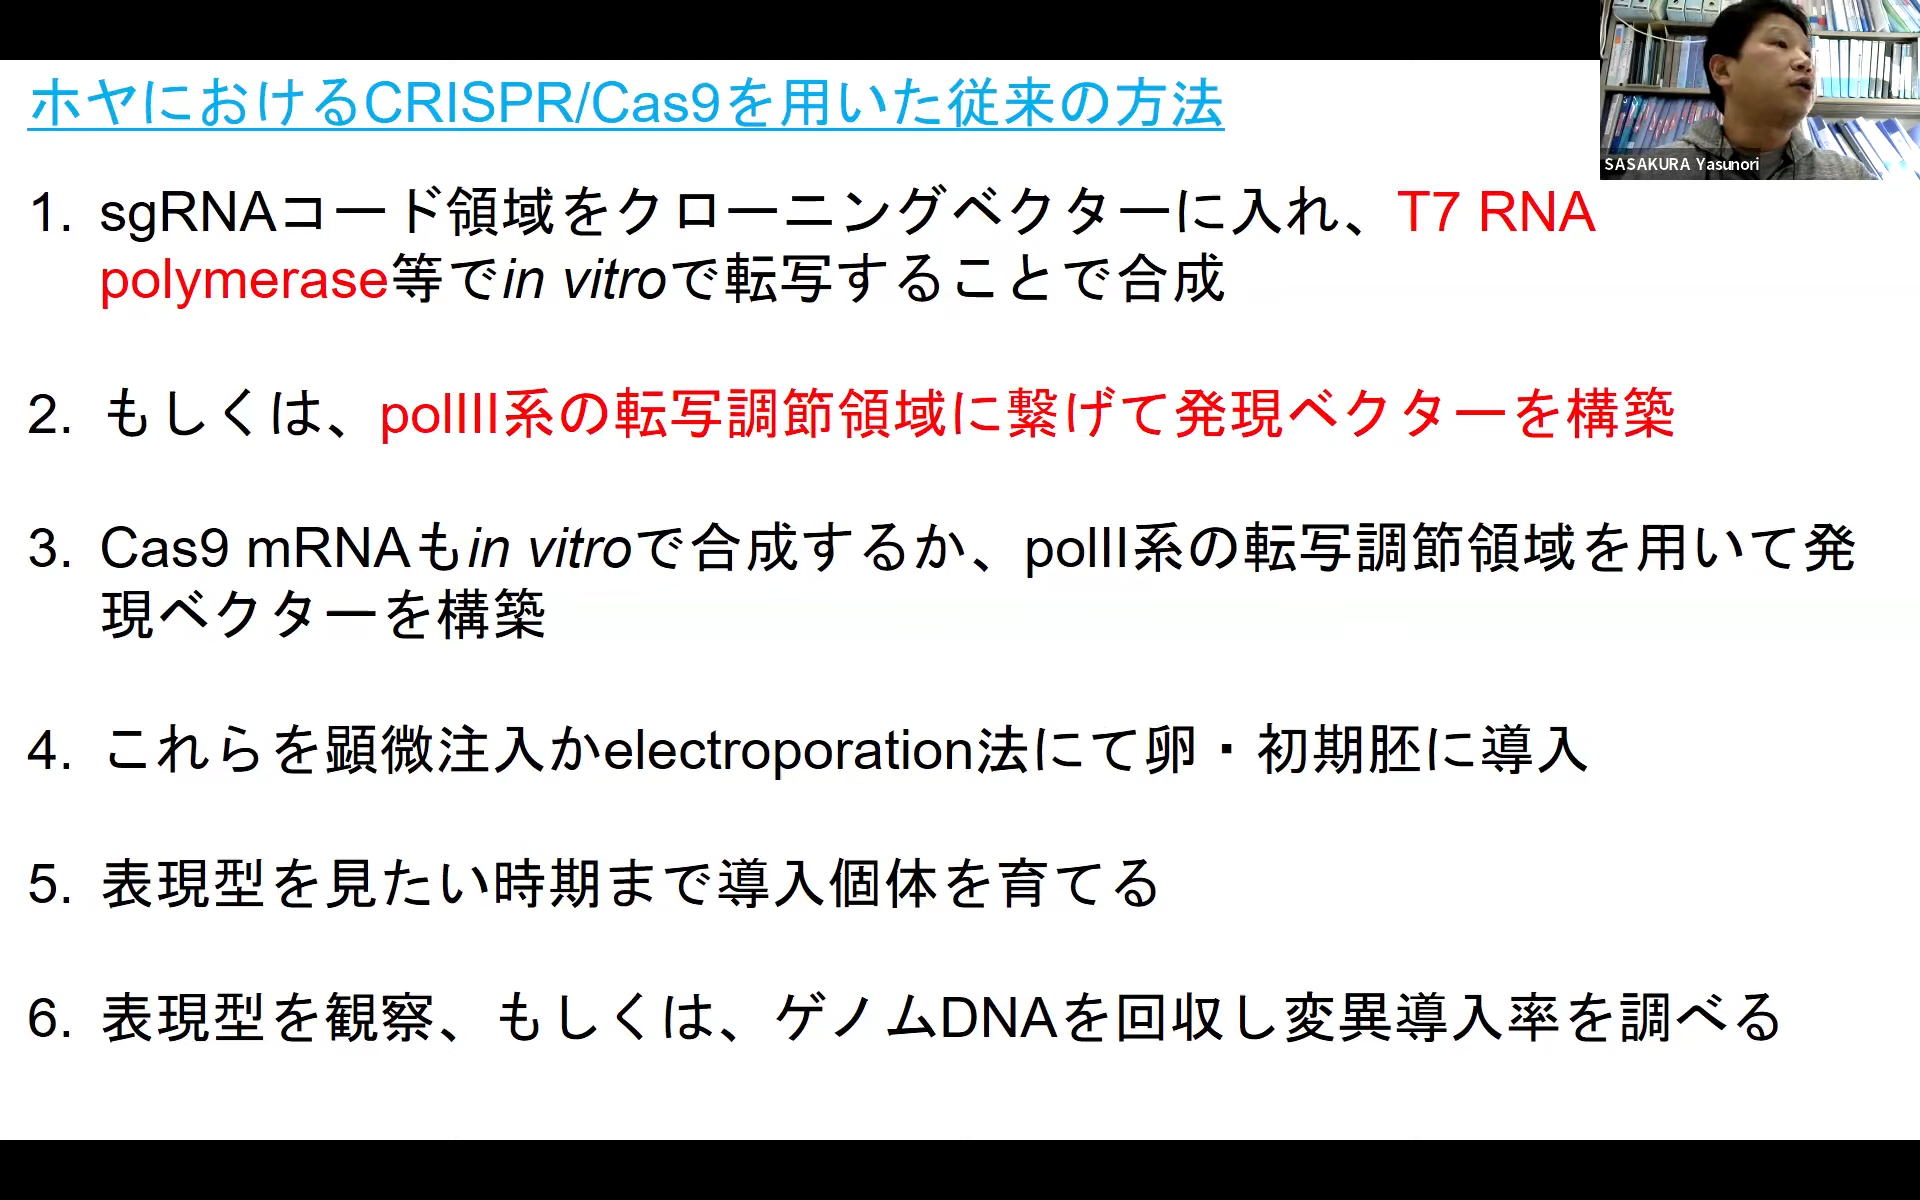 ホヤにおけるCRISPR/Cas9を用いた従来の方法
SASAKURA Yasunori
1. sgRNAコード領域をクローニングベクターに入れ、T7 RNA
polymerase等でin vitroで転写することで合成
2. もしくは、polIII系の転写調節領域に繋げて発現ベクターを構築
3. Cas9 mRNAもin vitroで合成するか、polII系の転写調節領域を用いて発
現ベクターを構築
4. これらを顕微注入かelectroporation法にて卵・初期胚に導入
5. 表現型を見たい時期まで導入個体を育てる
6. 表現型を観察、もしくは、ゲノムDNAを回収し変異導入率を調べる